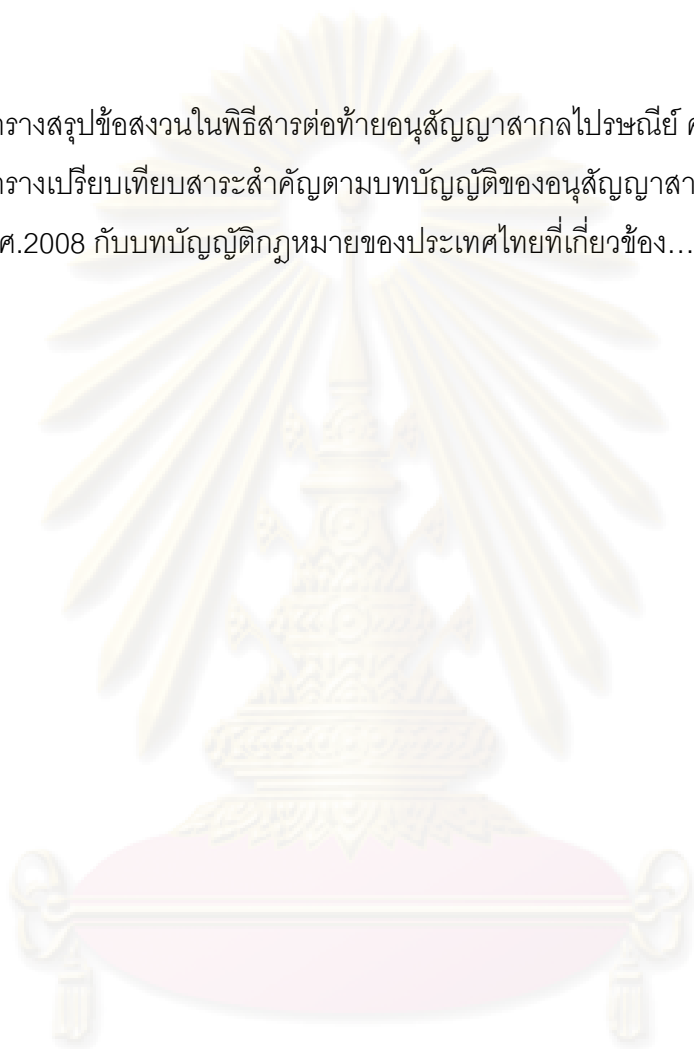 รางสรุปข้อสงวนในพิธีสารต่อท้ายอนุสัญญาสากลไปรษณีย์
รางเปรียบเทียบสาระสำคัญตามบทบัญญัติของอนุสัญญาสา
ศ.2008 กับบทบัญญัติกฎหมายของประเทศไทยที่เกี่ยวข้อง...